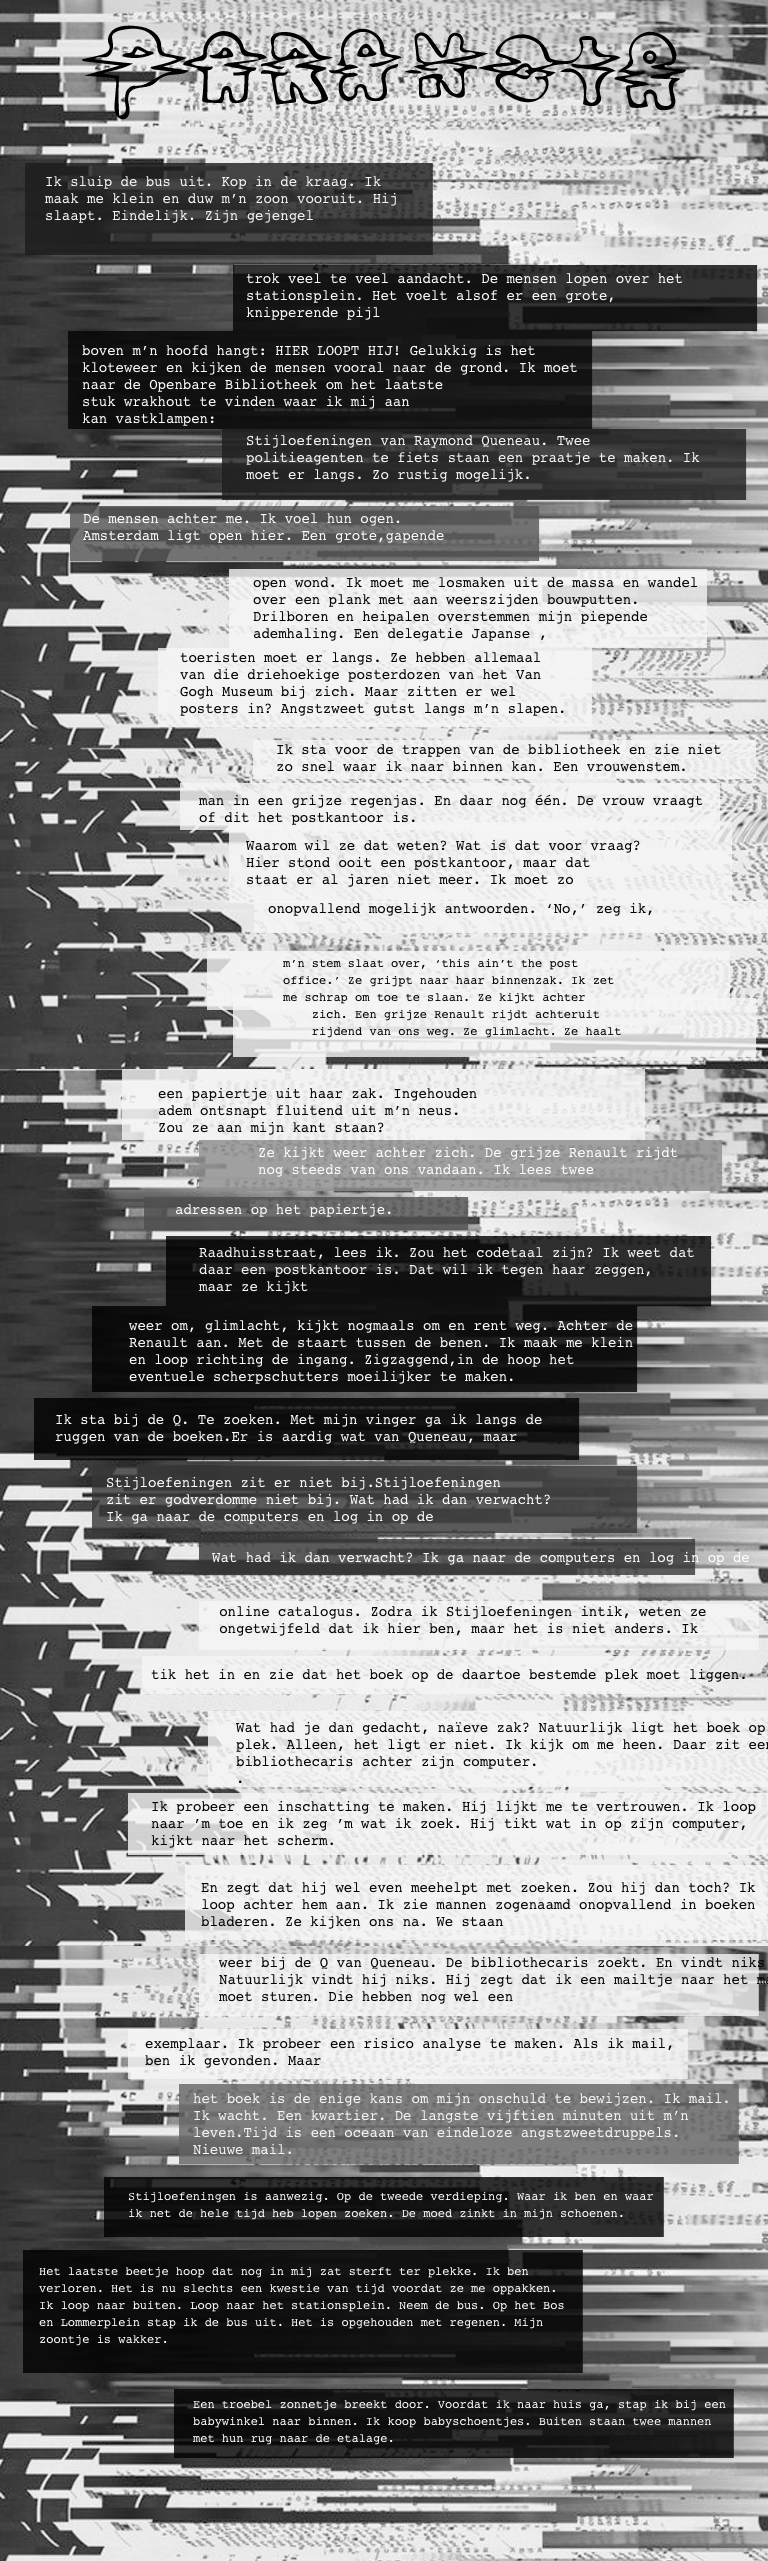 PARANOIA
Ik sluip de bus uit. Kop in de kraag. Ik
maak me klein en duw m’n zoon vooruit. Hij
slaapt. Eindelijk. Zijn gejengel
trok veel te veel aandacht. De mensen lopen over het
stationsplein. Het voelt alsof er een grote,
knipperende pijl
boven m’n hoofd hangt: HIER LOOPT HIJ! Gelukkig is het
kloteweer en kijken de mensen vooral naar de grond. Ik moet
naar de Openbare Bibliotheek om het laatste
stuk wrakhout te vinden waar ik mij aan
kan vastklampen:
Stijloefeningen van Raymond Queneau. Twee
politieagenten te fiets staan een praatje te maken. Ik
moet er langs. Zo rustig mogelijk.
De mensen achter me. Ik voel hun ogen.
Amsterdam ligt open hier. Een grote,gapende
open wond. Ik moet me losmaken uit de massa en wandel
over een plank met aan weerszijden bouwputten.
Drilboren en heipalen overstemmen mijn piepende
ademhaling. Een delegatie Japanse ,
toeristen moet er langs. Ze hebben allemaal
van die driehoekige posterdozen van het Van
Gogh Museum bij zich. Maar zitten er wel
posters in? Angstzweet gutst langs m’n slapen.
Ik sta voor de trappen van de bibliotheek en zie niet
zo snel waar ik naar binnen kan. Een vrouwenstem.
man in een grijze regenjas. En daar nog één. De vrouw vraagt
of dit het postkantoor is.
Waarom wil ze dat weten? Wat is dat voor vraag?
Hier stond ooit een postkantoor, maar dat
staat er al jaren niet meer. Ik moet zo
onopvallend mogelijk antwoorden. ‘No,’ zeg ik,
m’n stem slaat over, ‘this ain’t the post
office.’ Ze grijpt naar haar binnenzak. Ik zet
me schrap om toe te slaan. Ze kijkt achter
zich. Een grijze Renault rijdt achteruit
rijdend van ons weg. Ze glimlacht. Ze haalt
een papiertje uit haar zak. Ingehouden
adem ontsnapt fluitend uit m’n neus.
Zou ze aan mijn kant staan?
Ze kijkt weer achter zich. De grijze Renault rijdt
nog steeds van ons vandaan. Ik lees twee
adressen op het papiertje.
Raadhuisstraat, lees ik. Zou het codetaal zijn? Ik weet dat
daar een postkantoor is. Dat wil ik tegen haar zeggen,
maar ze kijkt
weer om, glimlacht, kijkt nogmaals om en rent weg. Achter de
Renault aan. Met de staart tussen de benen. Ik maak me klein
en loop richting de ingang. Zigzaggend,in de hoop het
eventuele scherpschutters moeilijker te maken.
Ik sta bij de Q. Te zoeken. Met mijn vinger ga ik langs de
ruggen van de boeken.Er is aardig wat van Queneau, maar
Stijloefeningen zit er niet bij.Stijloefeningen
zit er godverdomme niet bij. Wat had ik dan verwacht?
Ik ga naar de computers en log in op de
Wat had ik dan verwacht? Ik ga naar de computers en log in op de
online catalogus. Zodra ik Stijloefeningen intik, weten ze
ongetwijfeld dat ik hier ben, maar het is niet anders. Ik
tik het in en zie dat het boek op de daartoe bestemde plek moet liggen.
Wat had je dan gedacht, naïeve zak? Natuurlijk ligt het boek op
plek. Alleen, het ligt er niet. Ik kijk om me heen. Daar zit een
bibliothecaris achter zijn computer.
.
Ik probeer een inschatting te maken. Hij lijkt me te vertrouwen. Ik loop
naar ’m toe en ik zeg ’m wat ik zoek. Hij tikt wat in op zijn computer,
kijkt naar het scherm.
En zegt dat hij wel even meehelpt met zoeken. Zou hij dan toch? Ik
loop achter hem aan. Ik zie mannen zogenaamd onopvallend in boeken
bladeren. Ze kijken ons na. We staan
weer bij de Q van Queneau. De bibliothecaris zoekt. En vindt niks
Natuurlijk vindt hij niks. Hij zegt dat ik een mailtje naar het
moet sturen. Die hebben nog wel een
exemplaar. Ik probeer een risico analyse te maken. Als ik mail,
ben ik gevonden. Maar
het boek is de enige kans om mijn onschuld te bewijzen. Ik mail.
Ik wacht. Een kwartier. De langste vijftien minuten uit m’n
leven.Tijd is een oceaan van eindeloze angstzweetdruppels.
Nieuwe mail.
Stijloefeningen is aanwezig. Op de tweede verdieping. Waar ik ben en waar
ik net de hele tijd heb lopen zoeken. De moed zinkt in mijn schoenen.
Het laatste beetje hoop dat nog in mij zat sterft ter plekke. Ik ben
verloren. Het is nu slechts een kwestie van tijd voordat ze me oppakken.
Ik loop naar buiten. Loop naar het stationsplein. Neem de bus. Op het Bos
en Lommerplein stap ik de bus uit. Het is opgehouden met regenen. Mijn
zoontje is wakker.
Een troebel zonnetje breekt door. Voordat ik naar huis ga, stap ik bij een
babywinkel naar binnen. Ik koop babyschoentjes. Buiten staan twee mannen
met hun rug naar de etalage.